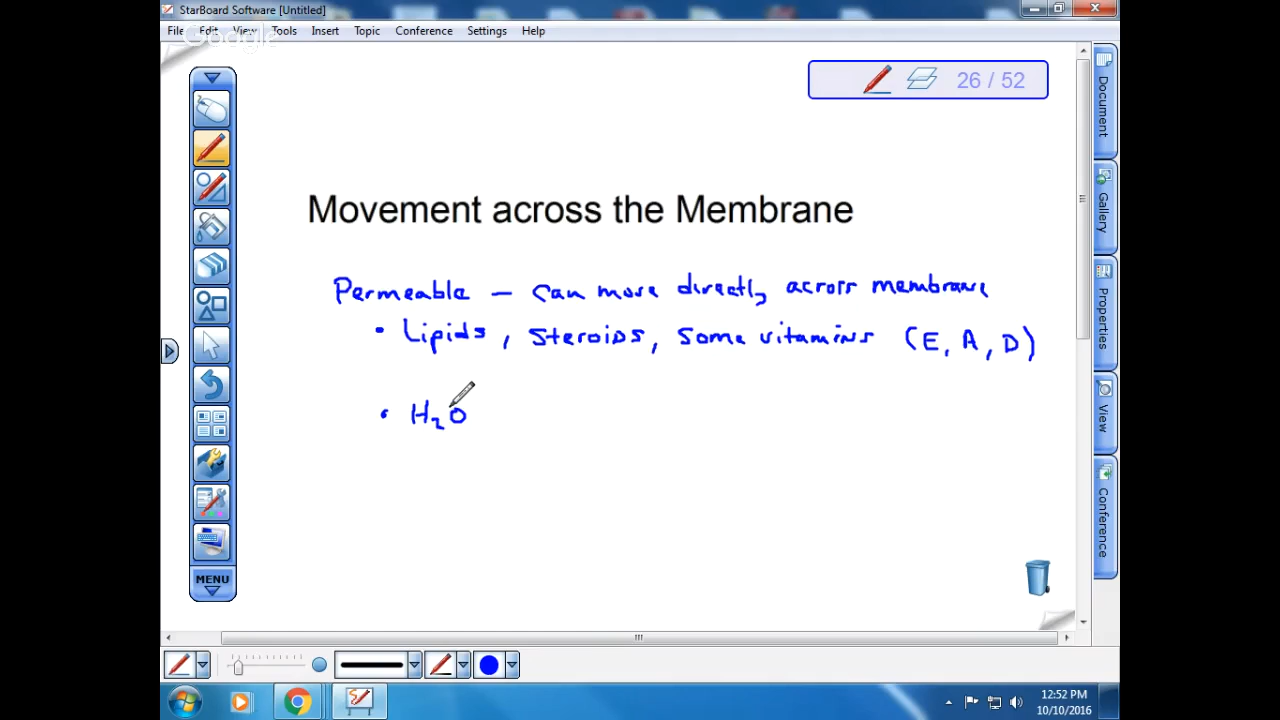 StarBoard Software [Untitled]
File Edit View Tools Insert Topic Conference Settings Help
Google
26 / 52
Document
Gallery
Properties
View
Conference
Movement across the Membrane
Permeable — can move directly across membrane
• Lipids, Steroids, Some vitamins (E, A, D)
• H₂O
MENU
12:52 PM
10/10/2016